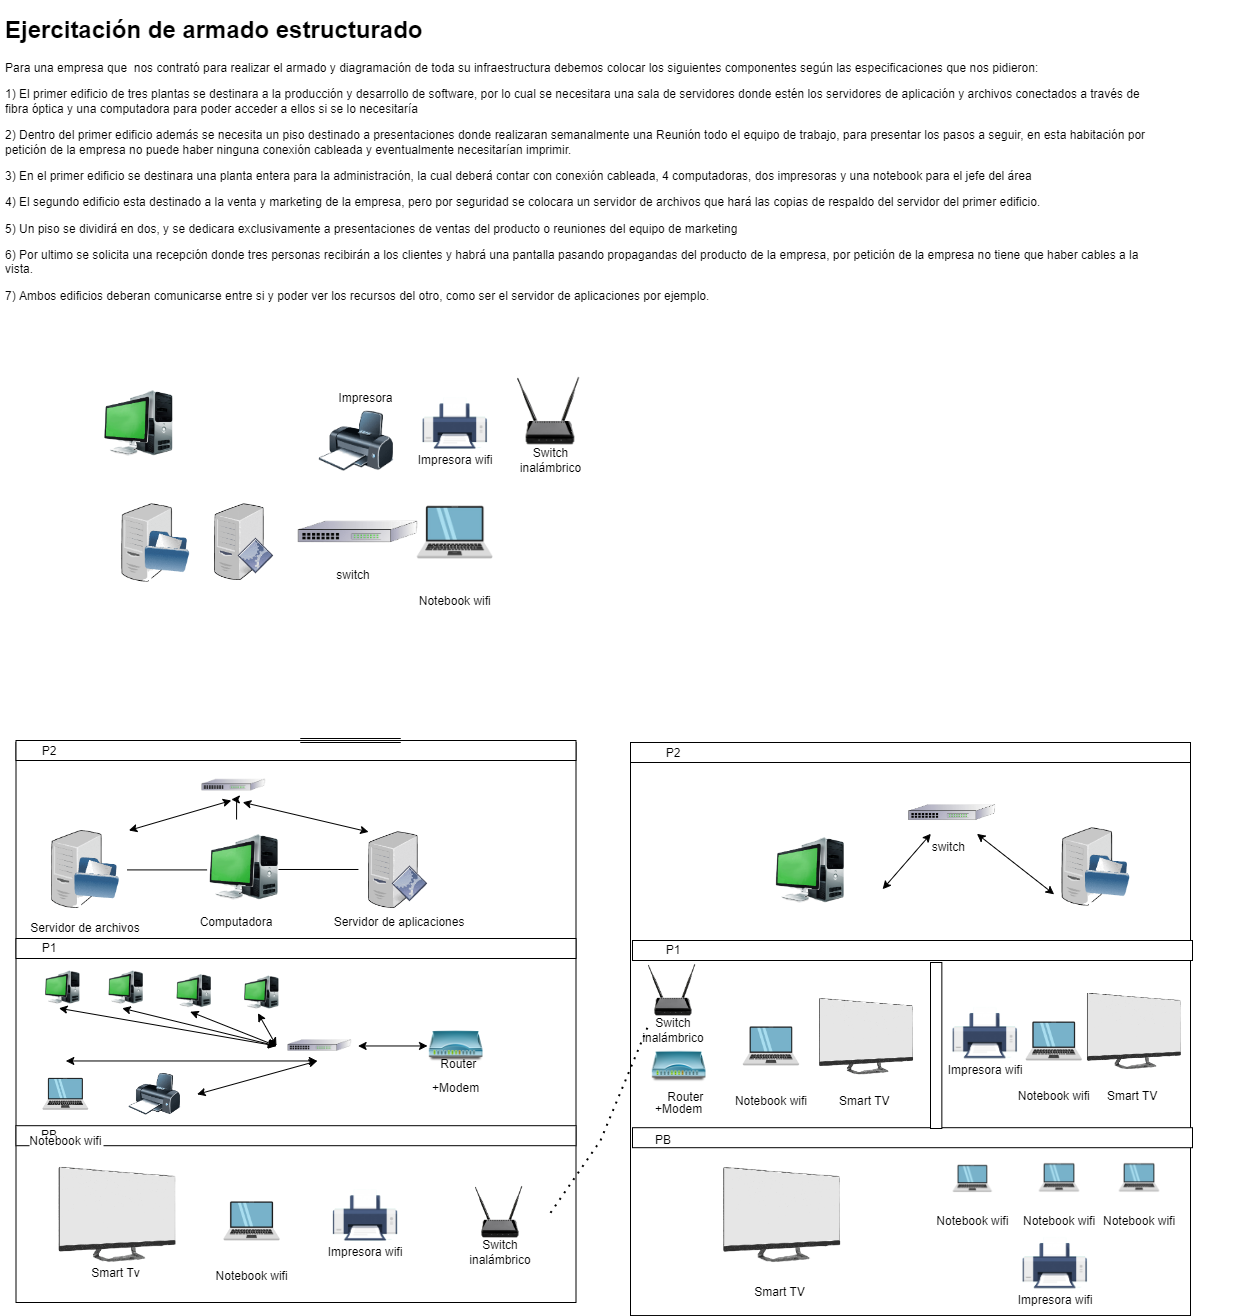 Ejercitación de armado estructurado
Para una empresa que  nos contrató para realizar el armado y diagramación de toda su infraestructura debemos colocar los siguientes componentes según las especificaciones que nos pidieron:
1) El primer edificio de tres plantas se destinara a la producción y desarrollo de software, por lo cual se necesitara una sala de servidores donde estén los servidores de aplicación y archivos conectados a través de
fibra óptica y una computadora para poder acceder a ellos si se lo necesitaría
2) Dentro del primer edificio además se necesita un piso destinado a presentaciones donde realizaran semanalmente una Reunión todo el equipo de trabajo, para presentar los pasos a seguir, en esta habitación por
petición de la empresa no puede haber ninguna conexión cableada y eventualmente necesitarían imprimir.
3) En el primer edificio se destinara una planta entera para la administración, la cual deberá contar con conexión cableada, 4 computadoras, dos impresoras y una notebook para el jefe del área
4) El segundo edificio esta destinado a la venta y marketing de la empresa, pero por seguridad se colocara un servidor de archivos que hará las copias de respaldo del servidor del primer edificio.
5) Un piso se dividirá en dos, y se dedicara exclusivamente a presentaciones de ventas del producto o reuniones del equipo de marketing
6) Por ultimo se solicita una recepción donde tres personas recibirán a los clientes y habrá una pantalla pasando propagandas del producto de la empresa, por petición de la empresa no tiene que haber cables a la
vista.
7) Ambos edificios deberan comunicarse entre si y poder ver los recursos del otro, como ser el servidor de aplicaciones por ejemplo.
Impresora
Impresora wifi
Switch
inalámbrico
switch
Notebook wifi
P2
Servidor de archivos
Computadora
Servidor de aplicaciones
P1
Router
+Modem
PB
Notebook wifi
Smart Tv
Notebook wifi
Impresora wifi
Switch
inalámbrico
P2
switch
P1
Switch
inalámbrico
Router
+Modem
Notebook wifi
Smart TV
Impresora wifi
Notebook wifi
Smart TV
PB
Smart TV
Notebook wifi
Notebook wifi
Notebook wifi
Impresora wifi